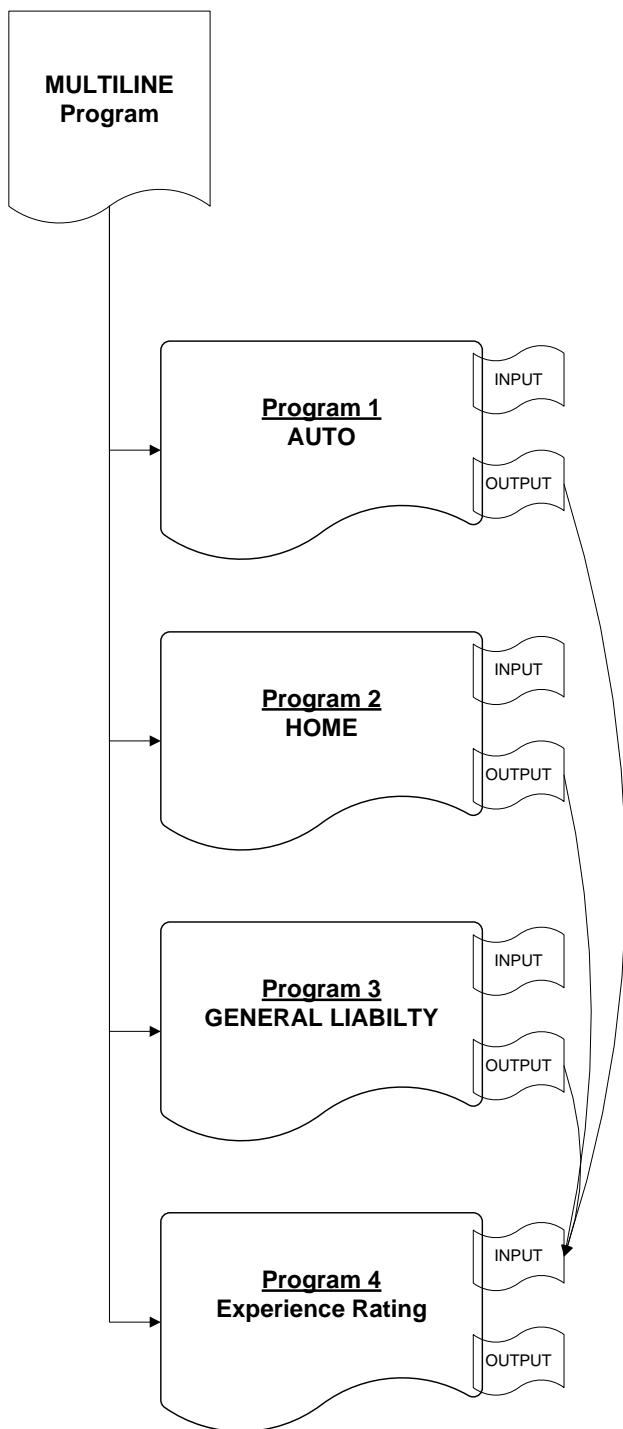 MULTILINE
Program
Program 1
AUTO
INPUT
OUTPUT
Program 2
HOME
INPUT
OUTPUT
Program 3
GENERAL LIABILTY
INPUT
OUTPUT
Program 4
Experience Rating
INPUT
OUTPUT